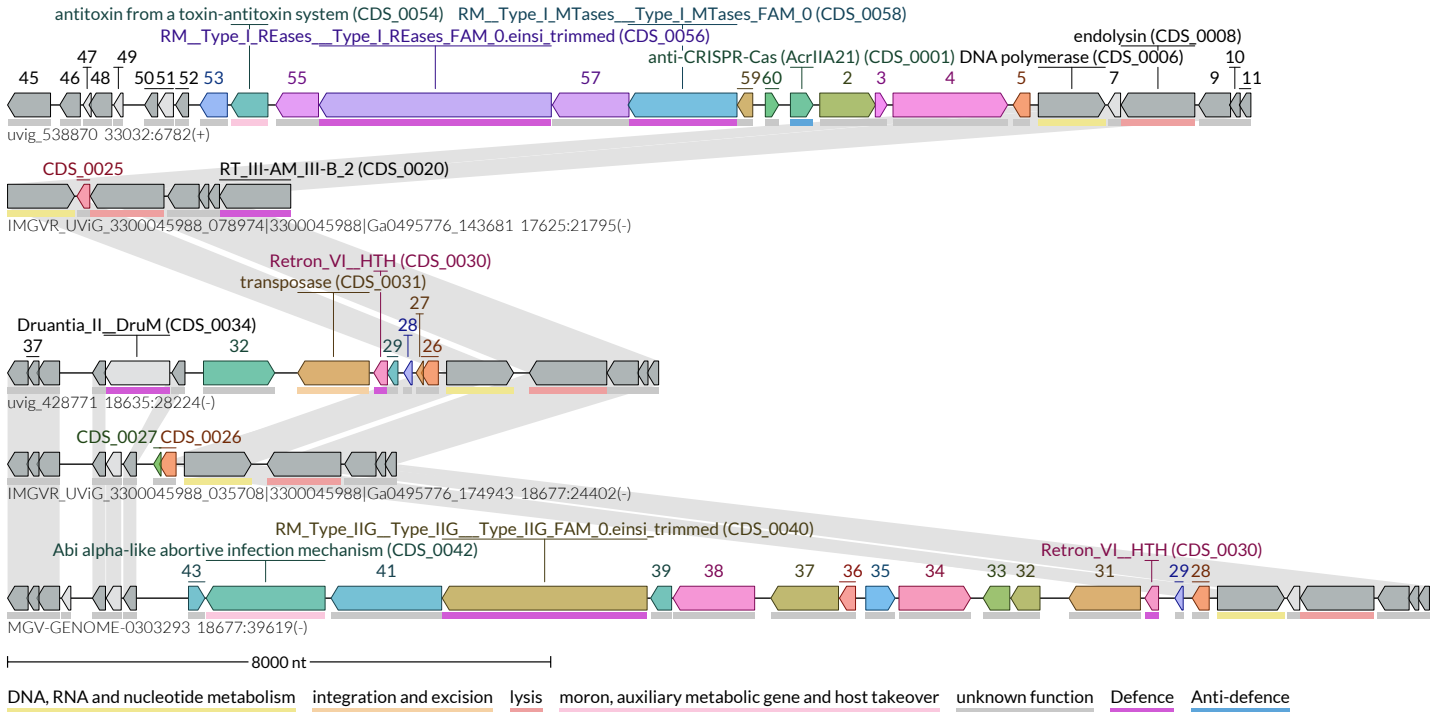 antitoxin from a toxin-antitoxin system (CDS_0054) RM__Type_I_MTases___Type_I_MTases_FAM_0 (CDS_0058)
RM__Type_I_REases___Type_I_REases_FAM_0.einsi_trimmed (CDS_0056) endolysin (CDS_0008)
47 49 anti-CRISPR-Cas (AcrIIA21) (CDS_0001) DNA polymerase (CDS_0006) 10
45 46 48 50 51 52 53 55 57 59 60 2 3 4 5 7 9 11
uvig_538870 33032:6782(+)
CDS_0025 RT_III-AM_III-B_2 (CDS_0020)
IMGVR_UViG_3300045988_078974|3300045988|Ga0495776_143681 17625:21795(-)
Retron_VI__HTH (CDS_0030)
transposase (CDS_0031)
27
Druantia_II__DruM (CDS_0034) 28
37 32 29 26
uvig_428771 18635:28224(-)
CDS_0027 CDS_0026
IMGVR_UViG_3300045988_035708|3300045988|Ga0495776_174943 18677:24402(-)
RM_Type_IIG__Type_IIG___Type_IIG_FAM_0.einsi_trimmed (CDS_0040)
Abi alpha-like abortive infection mechanism (CDS_0042) Retron_VI__HTH (CDS_0030)
43 41 39 38 37 36 35 34 33 32 31 29 28
MGV-GENOME-0303293 18677:39619(-)
8000 nt
DNA, RNA and nucleotide metabolism integration and excision lysis moron, auxiliary metabolic gene and host takeover unknown function Defence Anti-defence